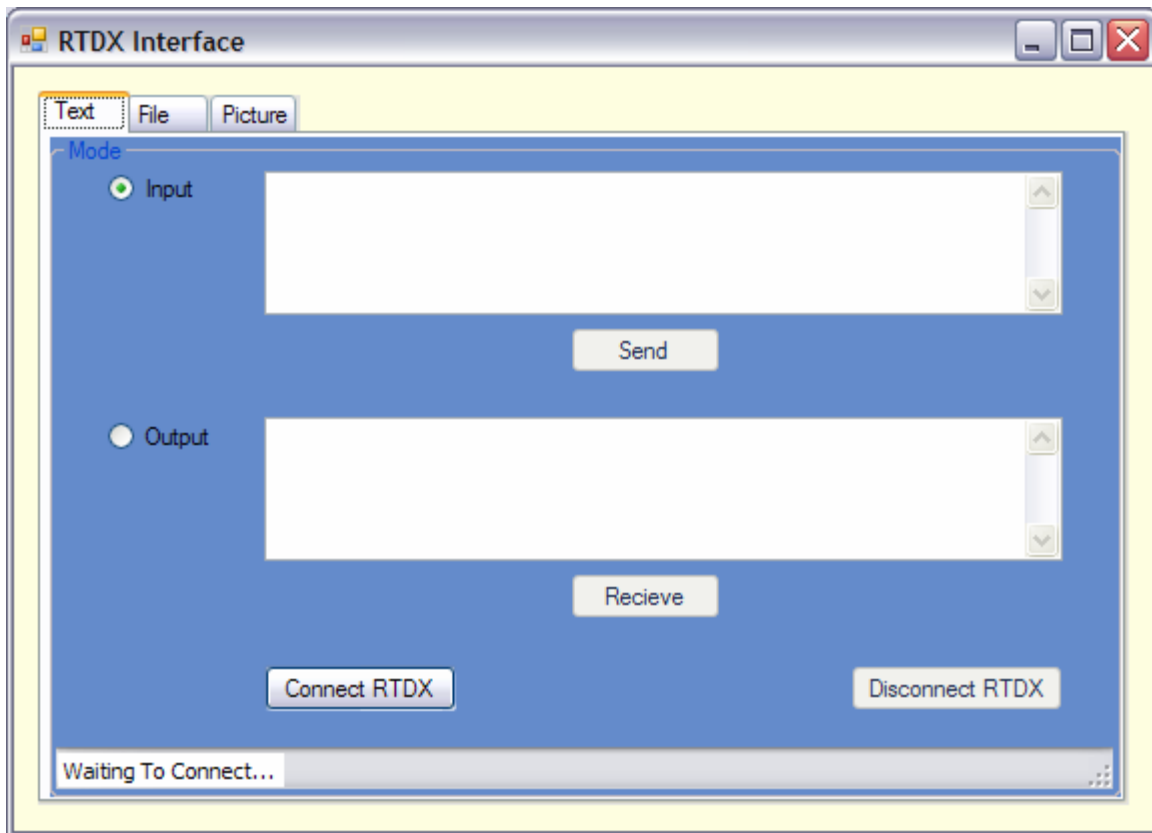 RTDX Interface
Text File Picture
Mode
Input
Send
Output
Recieve
Connect RTDX Disconnect RTDX
Waiting To Connect...